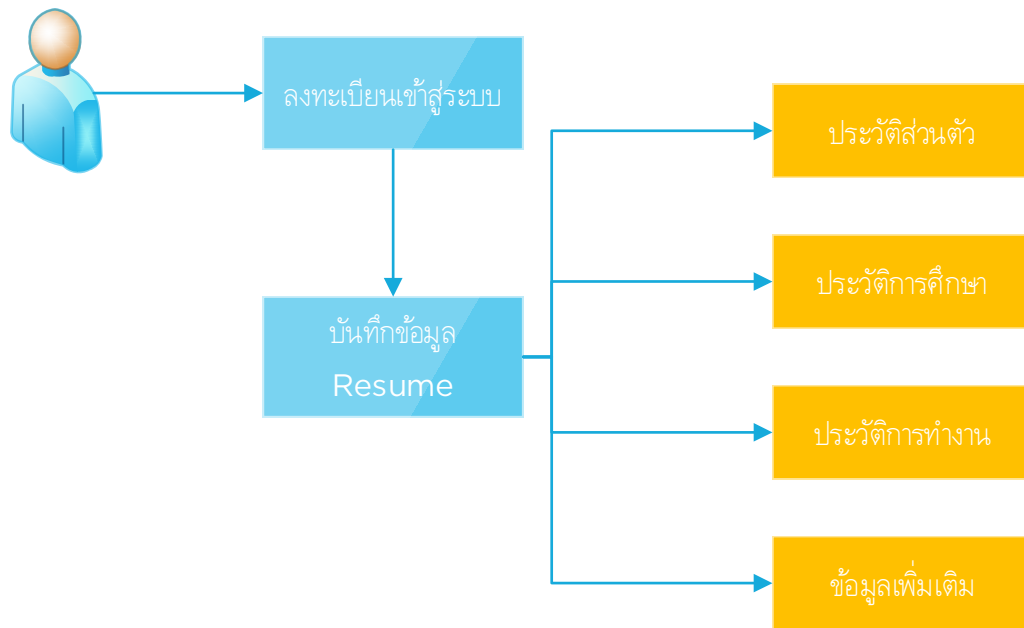 ลงทะเบียนเข้าสู่ระบบ
บันทึกข้อมูล
Resume
ประวัติส่วนตัว
ประวัติการศึกษา
ประวัติการทำงาน
ข้อมูลเพิ่มเติม